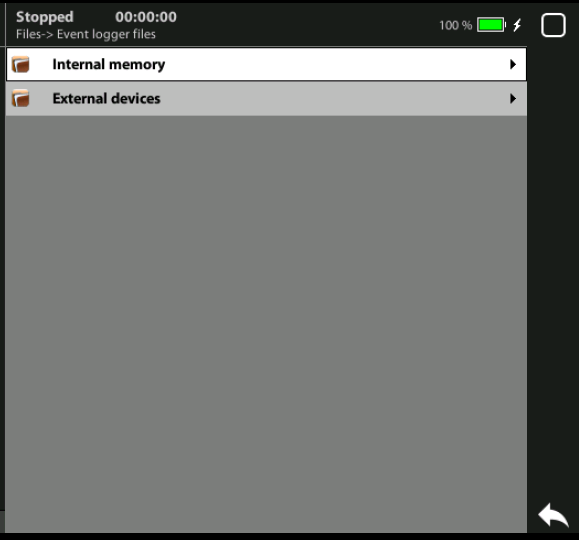 Stopped 00:00:00
100 %
Files-> Event logger files
Internal memory
External devices